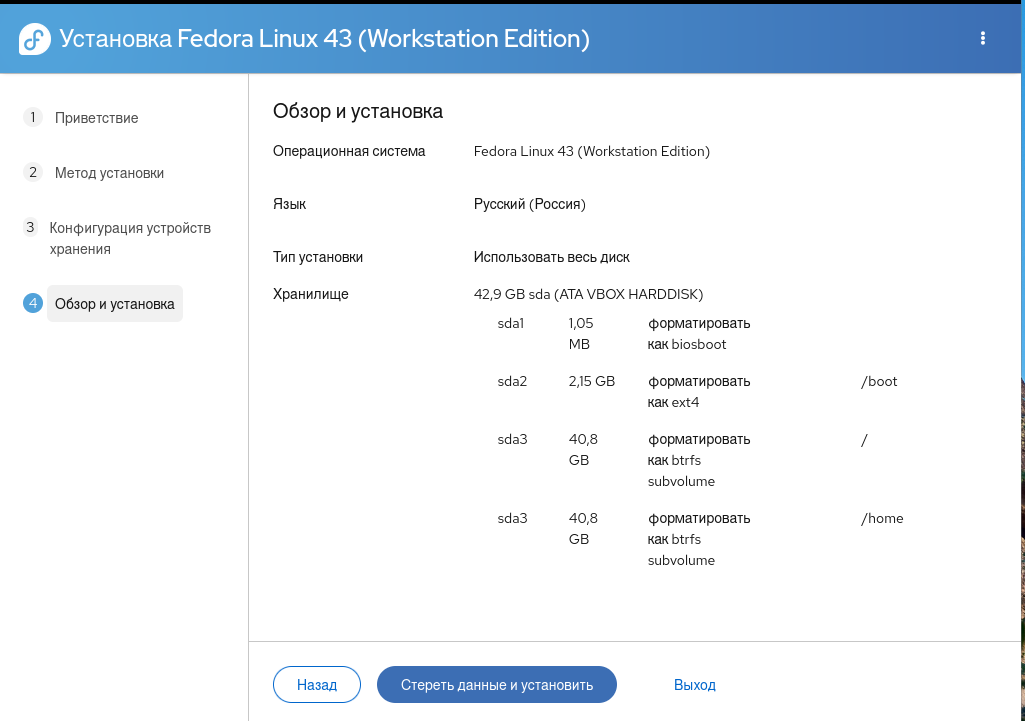 Установка Fedora Linux 43 (Workstation Edition)
1 Приветствие
2 Метод установки
3 Конфигурация устройств
хранения
4 Обзор и установка
Обзор и установка
Операционная система Fedora Linux 43 (Workstation Edition)
Язык Русский (Россия)
Тип установки Использовать весь диск
Хранилище 42,9 GB sda (ATA VBOX HARDDISK)
sda1 1,05 форматировать
MB как biosboot
sda2 2,15 GB форматировать /boot
как ext4
sda3 40,8 форматировать /
GB как btrfs
subvolume
sda3 40,8 форматировать /home
GB как btrfs
subvolume
Назад Стереть данные и установить Выход